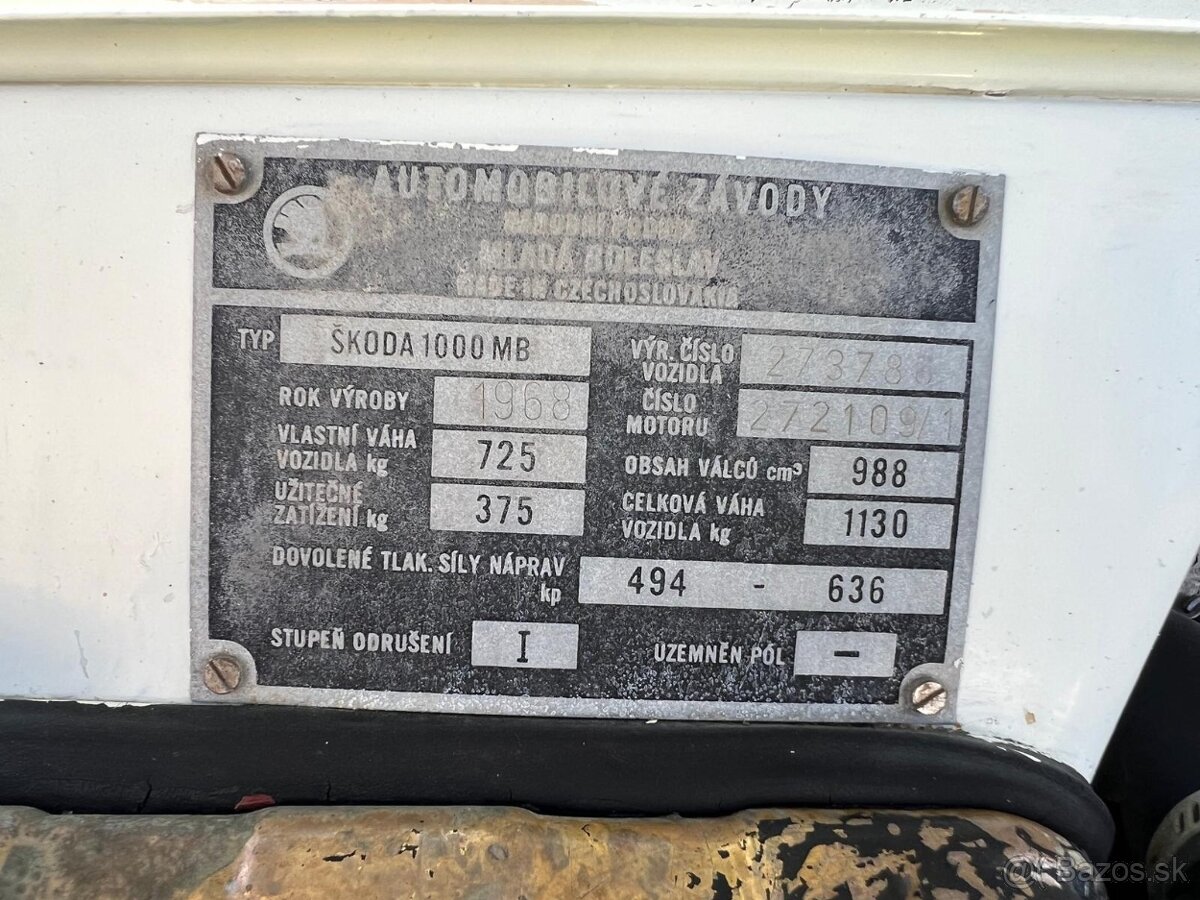 AUTOMOBILOVÉ ZÁVODY
NÁRODNÍ PODNIK
MLADÁ BOLESLAV
MADE IN CZECHOSLOVAKIA
TYP ŠKODA 1000 MB
ROK VÝROBY 1968
VLASTNÍ VÁHA
VOZIDLA kg 725
UŽITEČNÉ
ZATÍŽENÍ kg 375
VÝR. ČÍSLO
VOZIDLA
ČÍSLO
MOTORU 272109/1
OBSAH VÁLCŮ cm³ 988
CELKOVÁ VÁHA
VOZIDLA kg 1130
DOVOLENÉ TLAK. SÍLY NÁPRAV
kp 494 - 636
STUPEŇ ODRUŠENÍ I
UZEMNĚN PÓL -
Bazos.sk